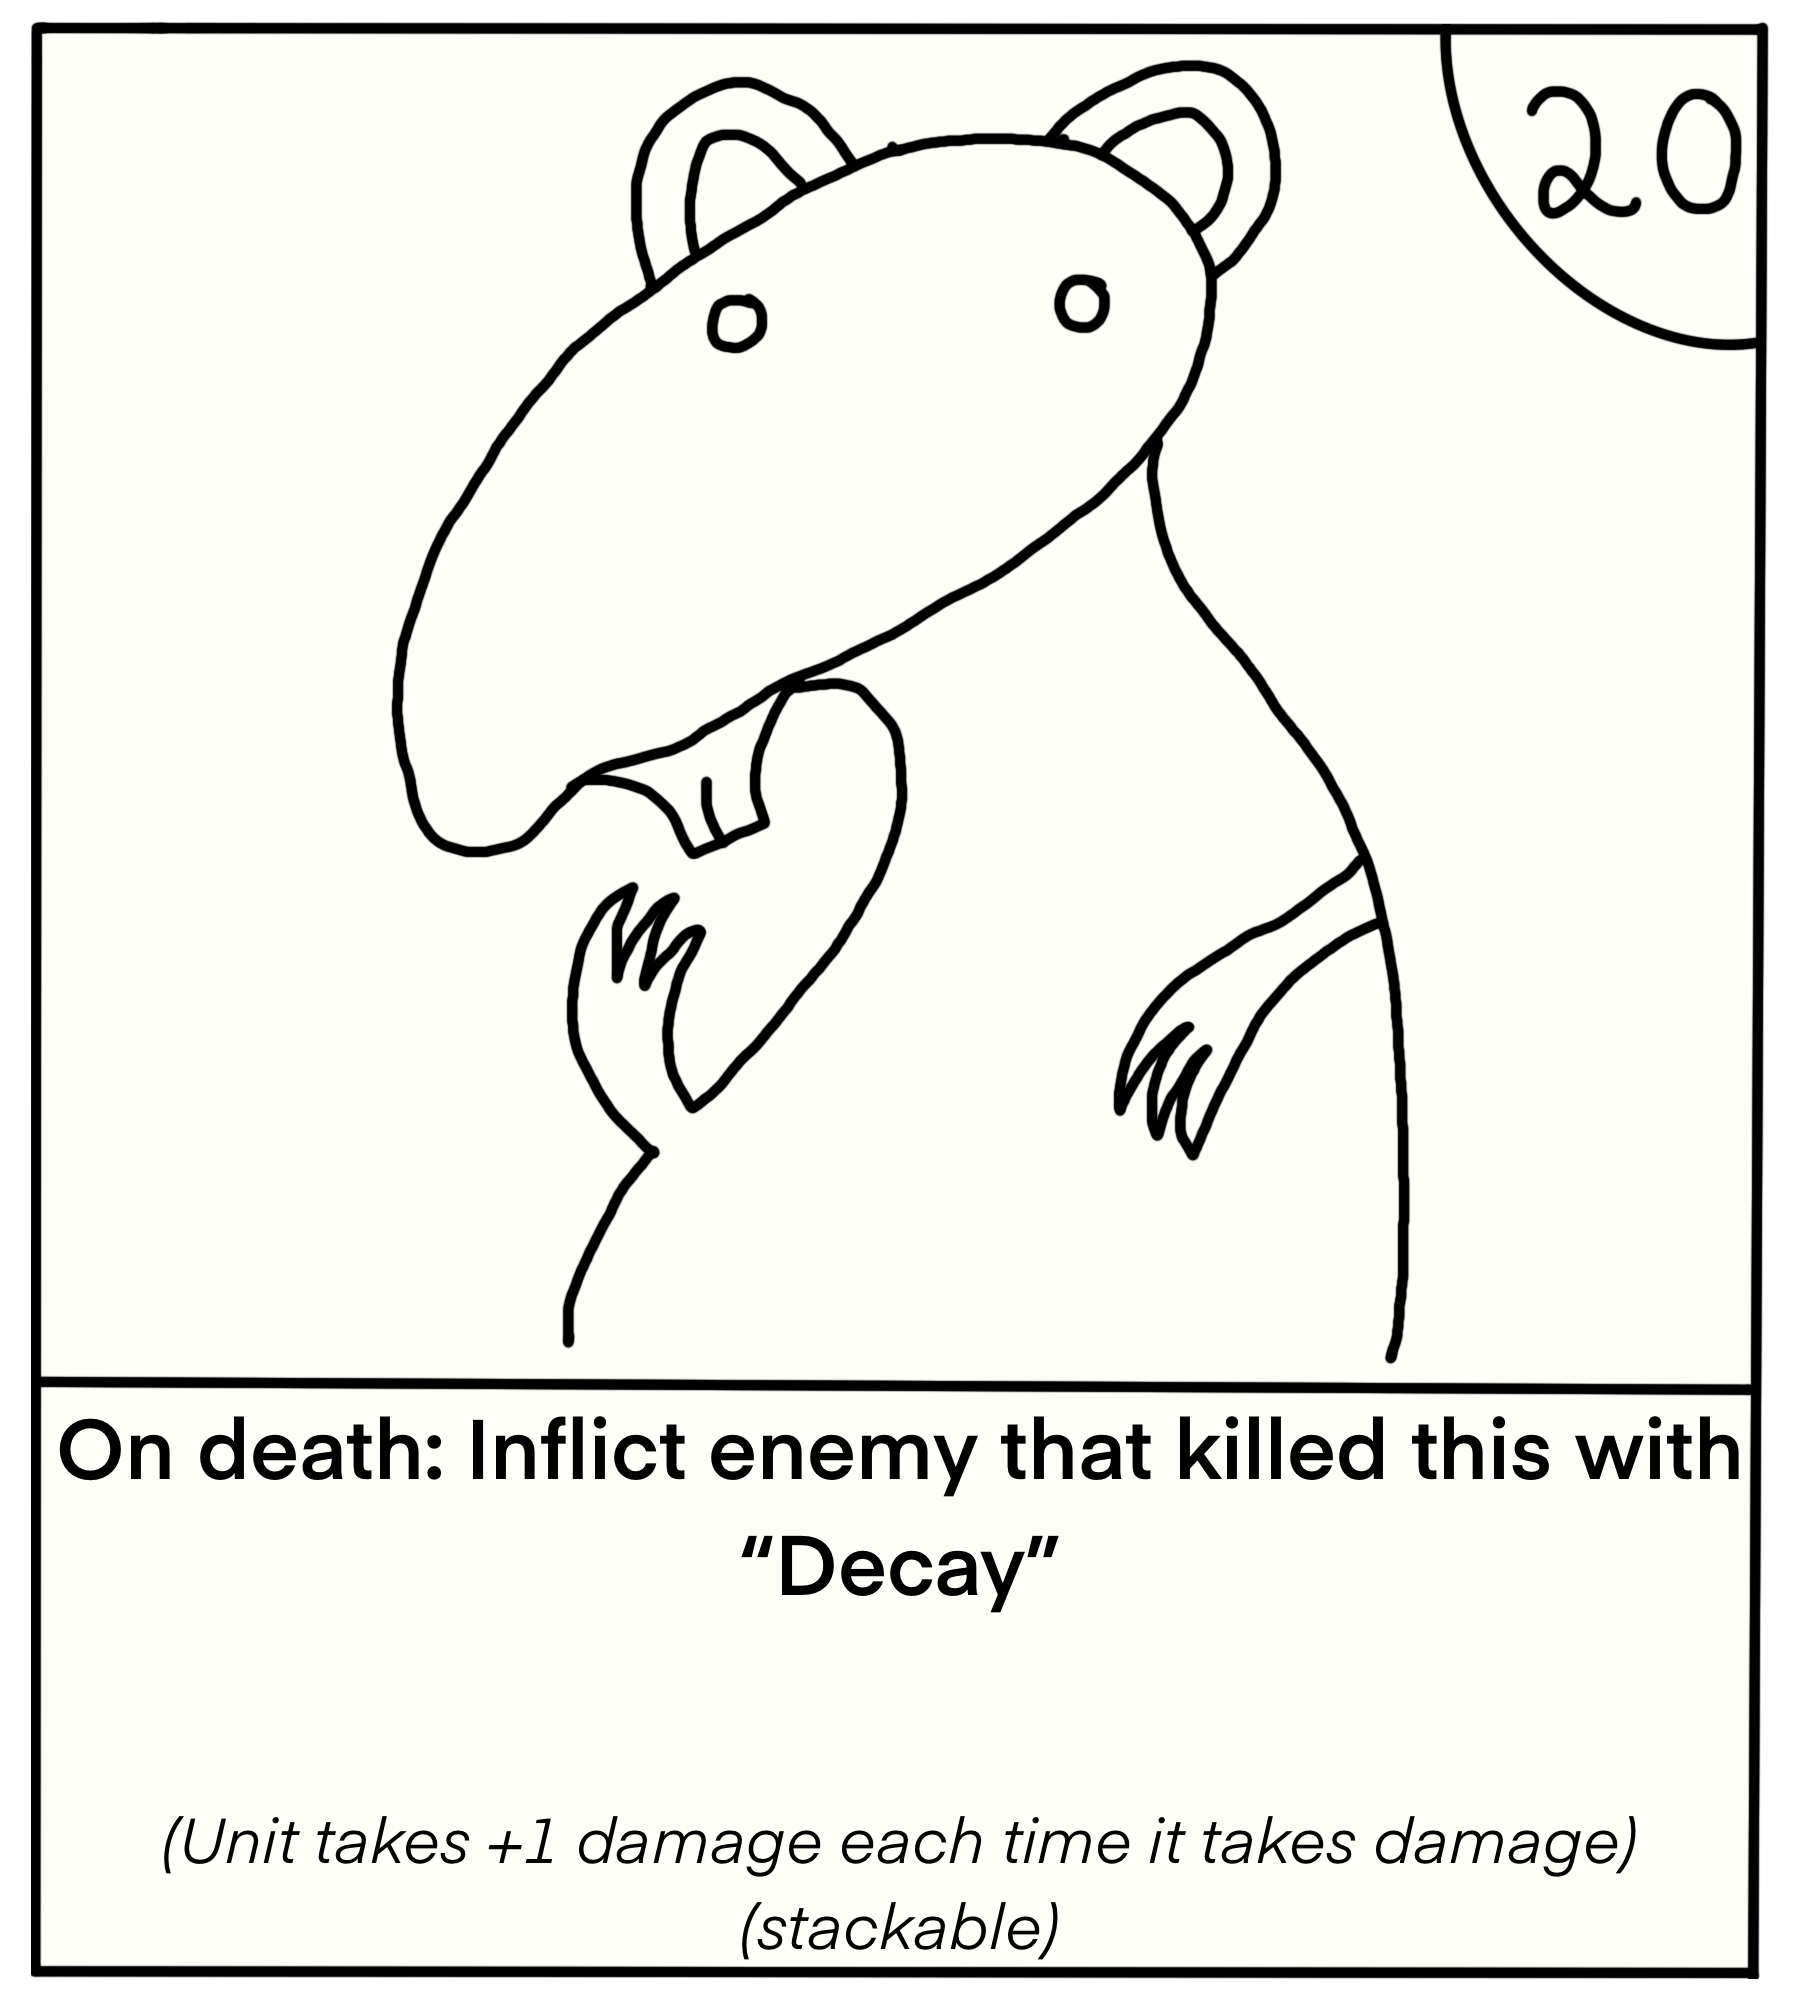 20
On death: Inflict enemy that killed this with
“Decay”
(Unit takes +1 damage each time it takes damage)
(stackable)